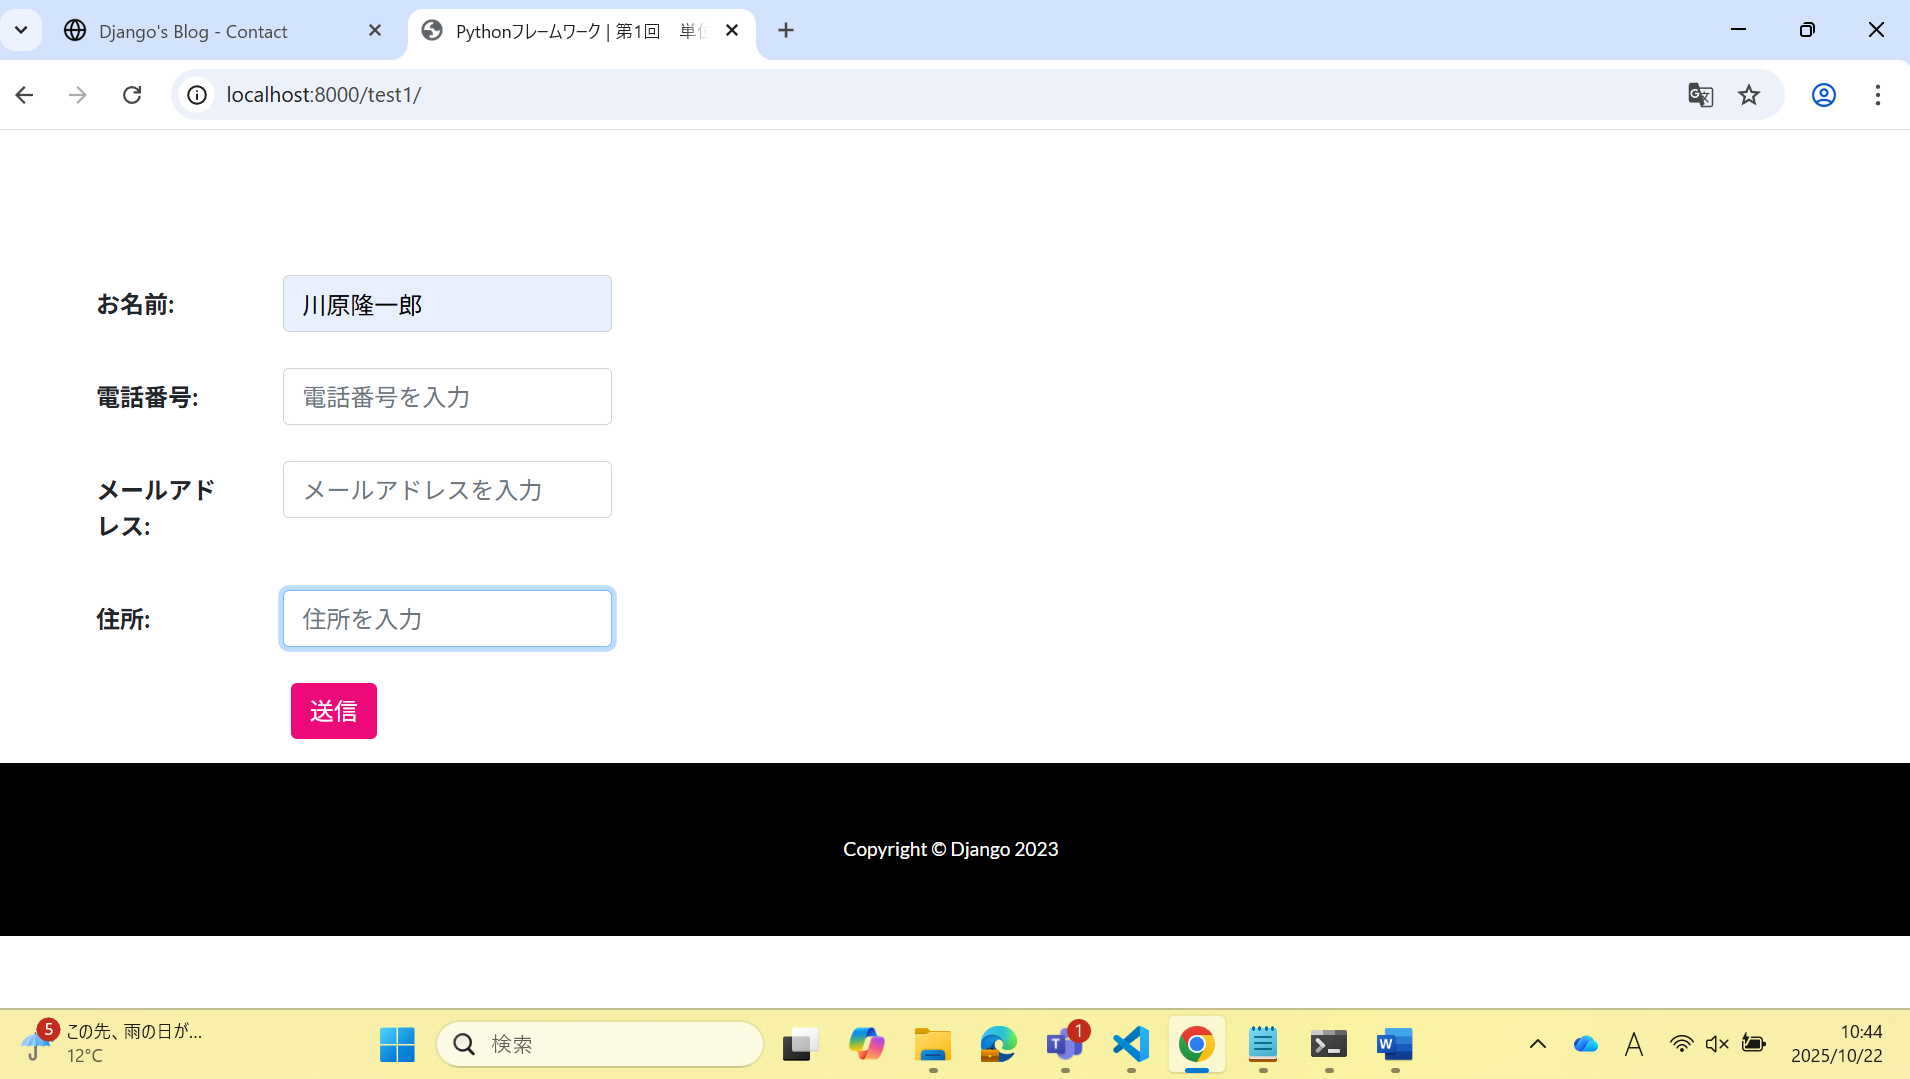 Django's Blog - Contact
Pythonフレームワーク | 第1回　単位
localhost:8000/test1/
お名前:
川原隆一郎
電話番号:
電話番号を入力
メールアド
レス:
メールアドレスを入力
住所:
住所を入力
送信
Copyright © Django 2023
5
この先、雨の日が...
12°C
検索
1
A
10:44
2025/10/22